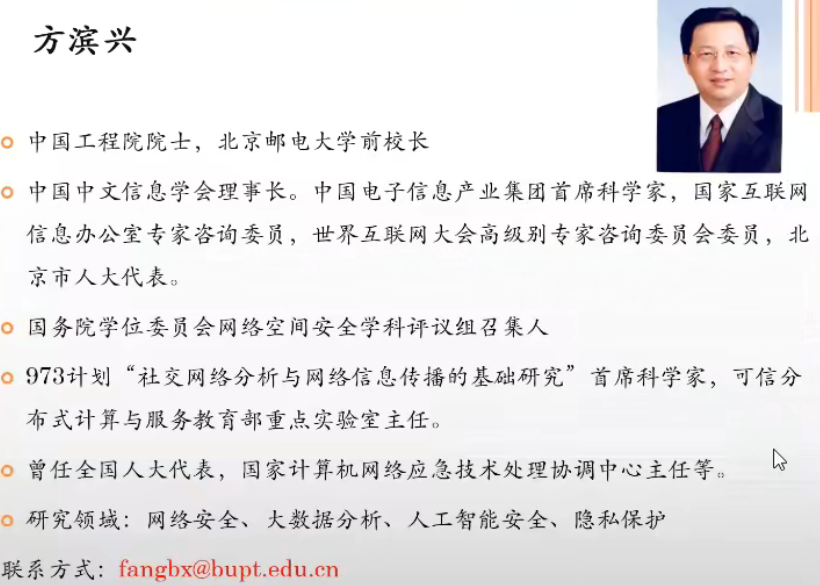 方滨兴
中国工程院院士，北京邮电大学前校长
中国中文信息学会理事长。中国电子信息产业集团首席科学家，国家互联网
信息办公室专家咨询委员，世界互联网大会高级别专家咨询委员会委员，北
京市人大代表。
国务院学位委员会网络空间安全学科评议组召集人
973计划“社交网络分析与网络信息传播的基础研究”首席科学家，可信分
布式计算与服务教育部重点实验室主任。
曾任全国人大代表，国家计算机网络应急技术处理协调中心主任等。
研究领域：网络安全、大数据分析、人工智能安全、隐私保护
联系方式：fangbx@bupt.edu.cn